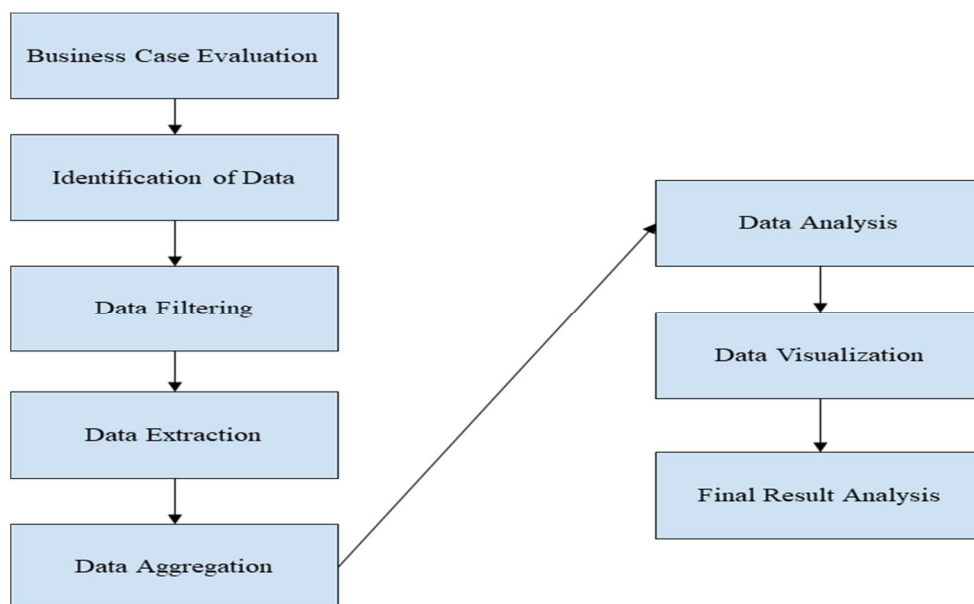 Business Case Evaluation
Identification of Data
Data Filtering
Data Extraction
Data Aggregation
Data Analysis
Data Visualization
Final Result Analysis